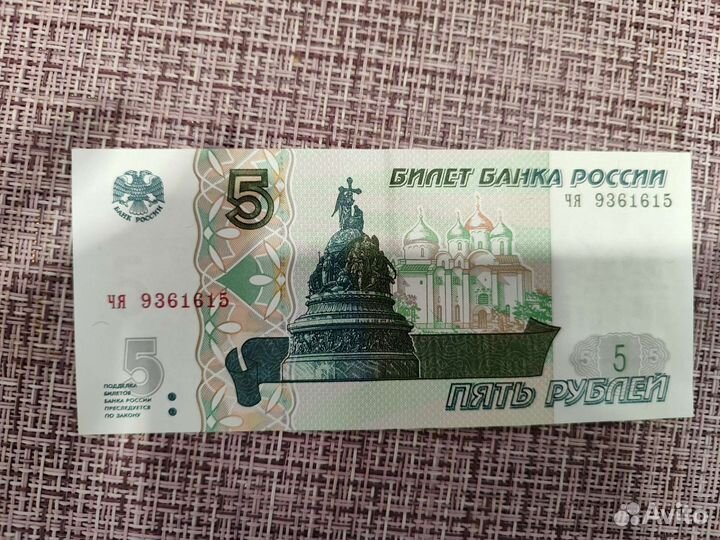 5
БИЛЕТ БАНКА РОССИИ
чя 9361615
БАНК РОССИИ
чя 9361615
5
5
ПЯТЬ РУБЛЕЙ
ПОДДЕЛКА
БИЛЕТОВ
БАНКА РОССИИ
ПРЕСЛЕДУЕТСЯ
ПО ЗАКОНУ
Avito